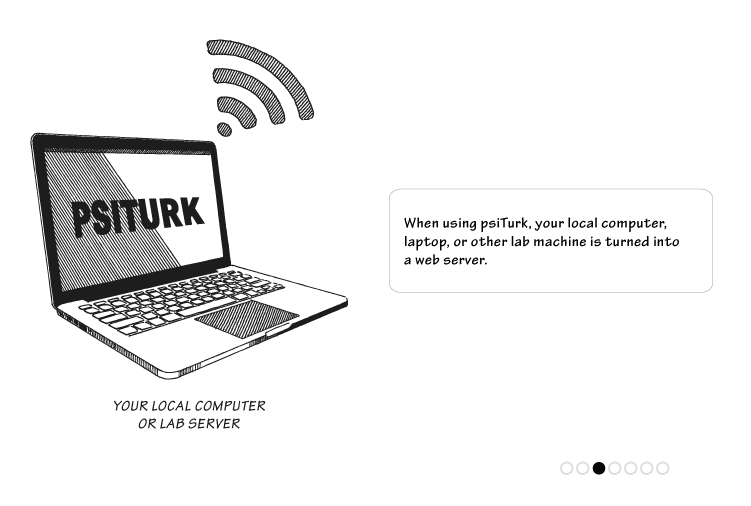 PSITURK
When using psiTurk, your local computer,
laptop, or other lab machine is turned into
a web server.
YOUR LOCAL COMPUTER
OR LAB SERVER